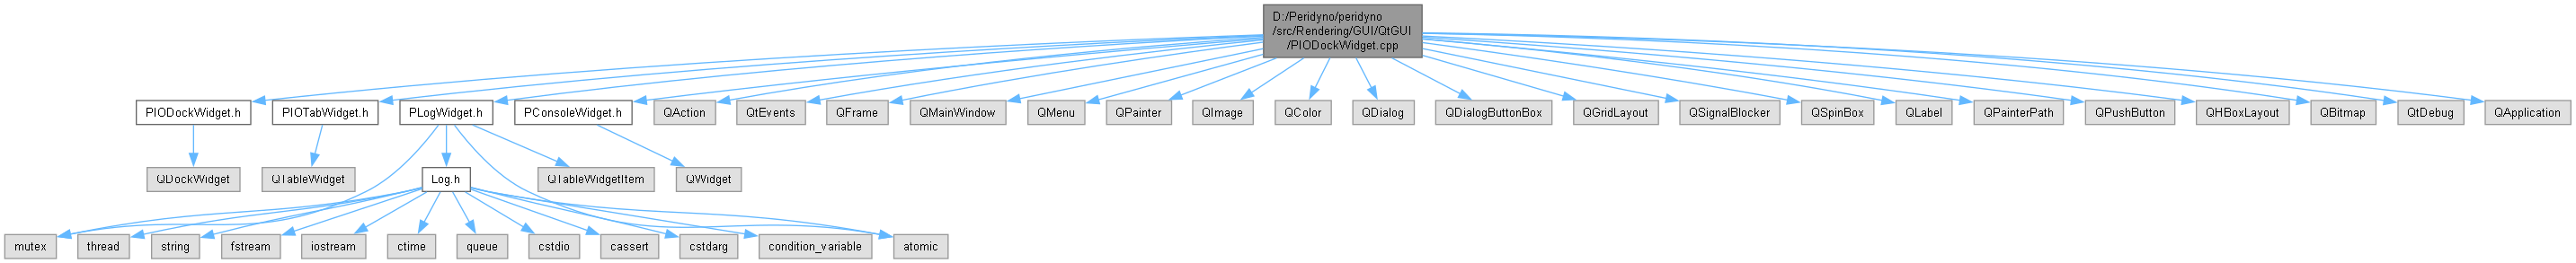 D:/Peridyno/peridyno
/src/Rendering/GUI/QtGUI
/PIODockWidget.cpp
PIODockWidget.h
PIOTabWidget.h
PLogWidget.h
PConsoleWidget.h
QAction
QtEvents
QFrame
QMainWindow
QMenu
QPainter
QImage
QColor
QDialog
QDialogButtonBox
QGridLayout
QSignalBlocker
QSpinBox
QLabel
QPainterPath
QPushButton
QHBoxLayout
QBitmap
QtDebug
QApplication
QDockWidget
QTableWidget
Log.h
QTableWidgetItem
QWidget
mutex
thread
string
fstream
iostream
ctime
queue
cstdio
cassert
cstdarg
condition_variable
atomic